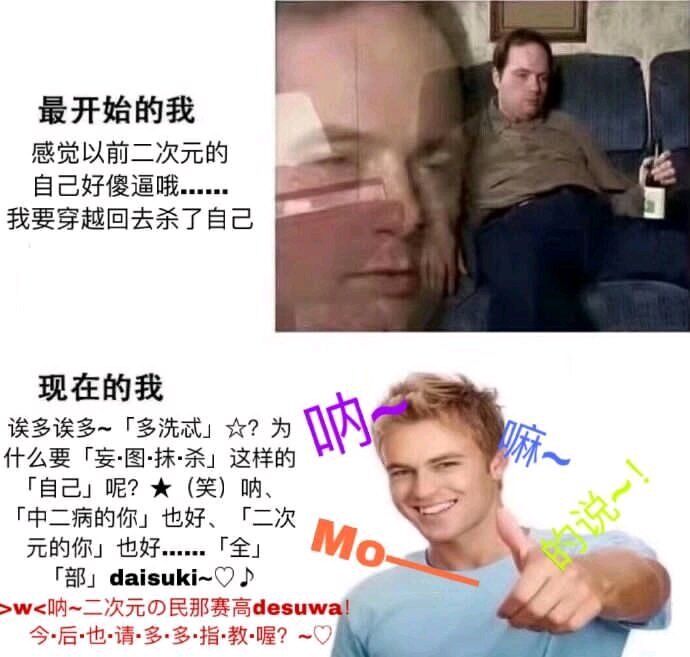 最开始的我
感觉以前二次元的
自己好傻逼哦......
我要穿越回去杀了自己
现在的我
诶多诶多~「多洗忒」☆? 为
什么要「妄·图·抹·杀」这样的
「自己」呢? ★ (笑) 呐、
「中二病的你」也好、「二次
元的你」也好......「全」
「部」daisuki~♡♪
>w<呐~二次元の民那赛高desuwa!
今·后·也·请·多·多·指·教·喔? ~♡
呐~
嘛~
的说~!
Mo——